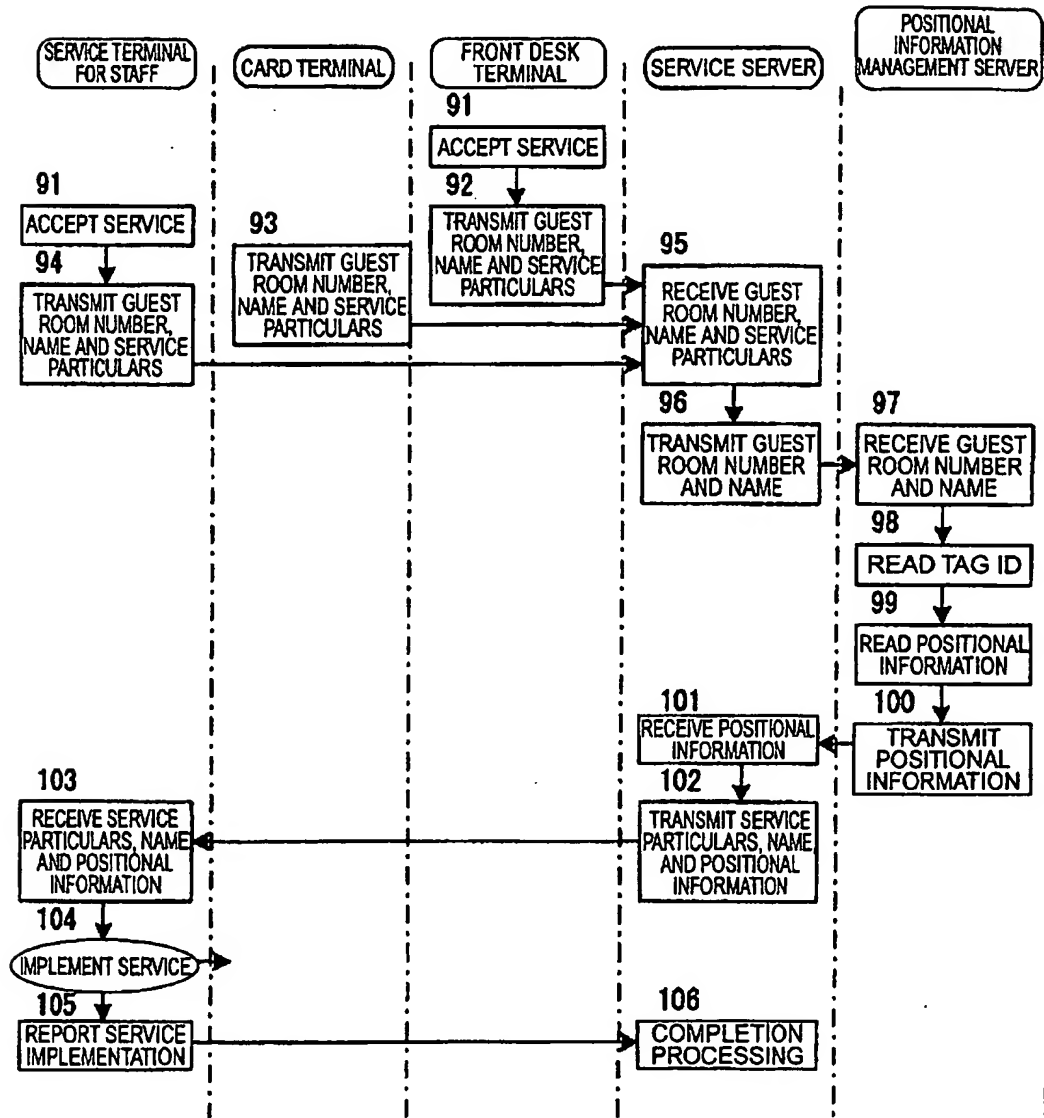 SERVICE TERMINAL
FOR STAFF
CARD TERMINAL
FRONT DESK
TERMINAL
SERVICE SERVER
POSITIONAL
INFORMATION
MANAGEMENT SERVER
91
ACCEPT SERVICE
91
ACCEPT SERVICE
92
TRANSMIT GUEST
ROOM NUMBER,
NAME AND SERVICE
PARTICULARS
93
TRANSMIT GUEST
ROOM NUMBER,
NAME AND SERVICE
PARTICULARS
94
TRANSMIT GUEST
ROOM NUMBER,
NAME AND SERVICE
PARTICULARS
95
RECEIVE GUEST
ROOM NUMBER,
NAME AND SERVICE
PARTICULARS
96
TRANSMIT GUEST
ROOM NUMBER
AND NAME
97
RECEIVE GUEST
ROOM NUMBER
AND NAME
98
READ TAG ID
99
READ POSITIONAL
INFORMATION
100
TRANSMIT
POSITIONAL
INFORMATION
101
RECEIVE POSITIONAL
INFORMATION
102
TRANSMIT SERVICE
PARTICULARS, NAME
AND POSITIONAL
INFORMATION
103
RECEIVE SERVICE
PARTICULARS, NAME
AND POSITIONAL
INFORMATION
104
IMPLEMENT SERVICE
105
REPORT SERVICE
IMPLEMENTATION
106
COMPLETION
PROCESSING